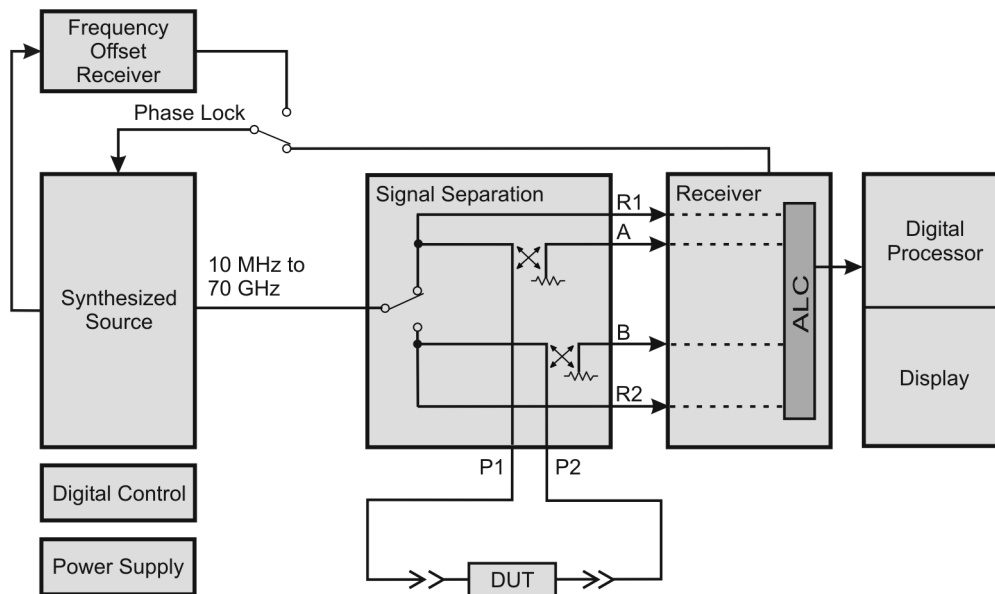 Frequency
Offset
Receiver
Phase Lock
Signal Separation
Receiver
R1
A
Digital
Processor
10 MHz to
70 GHz
Synthesized
Source
ALC
B
Display
R2
P1
P2
Digital Control
Power Supply
DUT